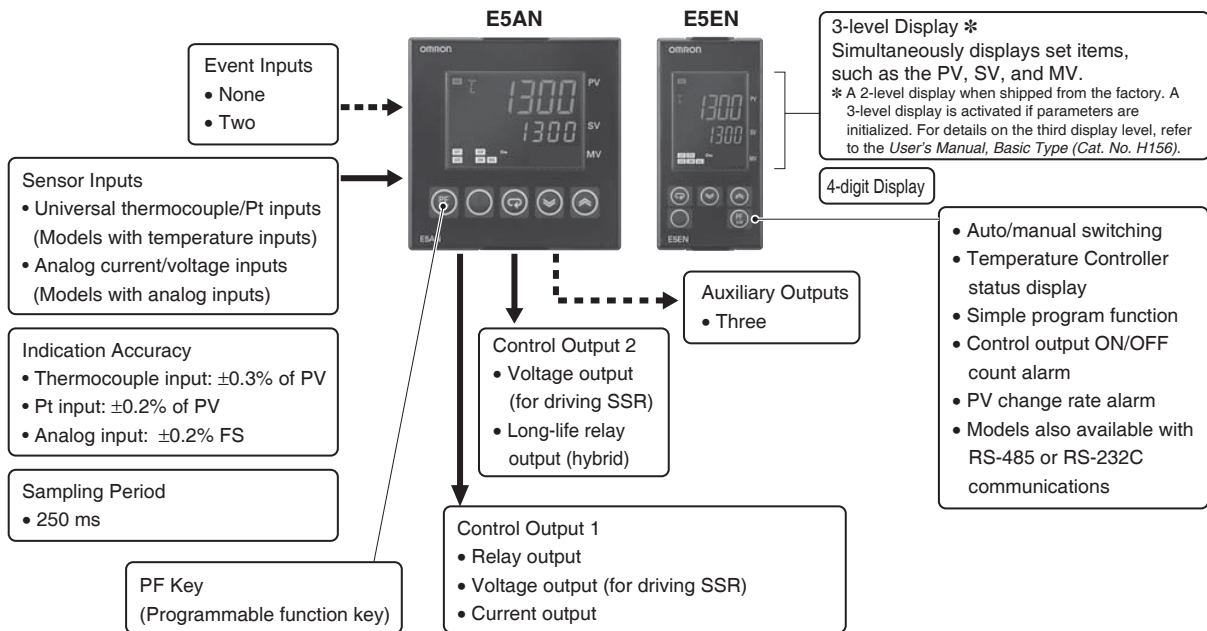 E5AN
E5EN
Event Inputs
• None
• Two
Sensor Inputs
• Universal thermocouple/Pt inputs
(Models with temperature inputs)
• Analog current/voltage inputs
(Models with analog inputs)
Indication Accuracy
• Thermocouple input: ±0.3% of PV
• Pt input: ±0.2% of PV
• Analog input: ±0.2% FS
Sampling Period
• 250 ms
PF Key
(Programmable function key)
OMRON
1300
PV
1300
SV
MV
PF
E5AN
OMRON
1300
PV
1300
SV
MV
PF
E5EN
3-level Display ✻
Simultaneously displays set items,
such as the PV, SV, and MV.
✻ A 2-level display when shipped from the factory. A
3-level display is activated if parameters are
initialized. For details on the third display level, refer
to the User's Manual, Basic Type (Cat. No. H156).
4-digit Display
• Auto/manual switching
• Temperature Controller
status display
• Simple program function
• Control output ON/OFF
count alarm
• PV change rate alarm
• Models also available with
RS-485 or RS-232C
communications
Auxiliary Outputs
• Three
Control Output 2
• Voltage output
(for driving SSR)
• Long-life relay
output (hybrid)
Control Output 1
• Relay output
• Voltage output (for driving SSR)
• Current output